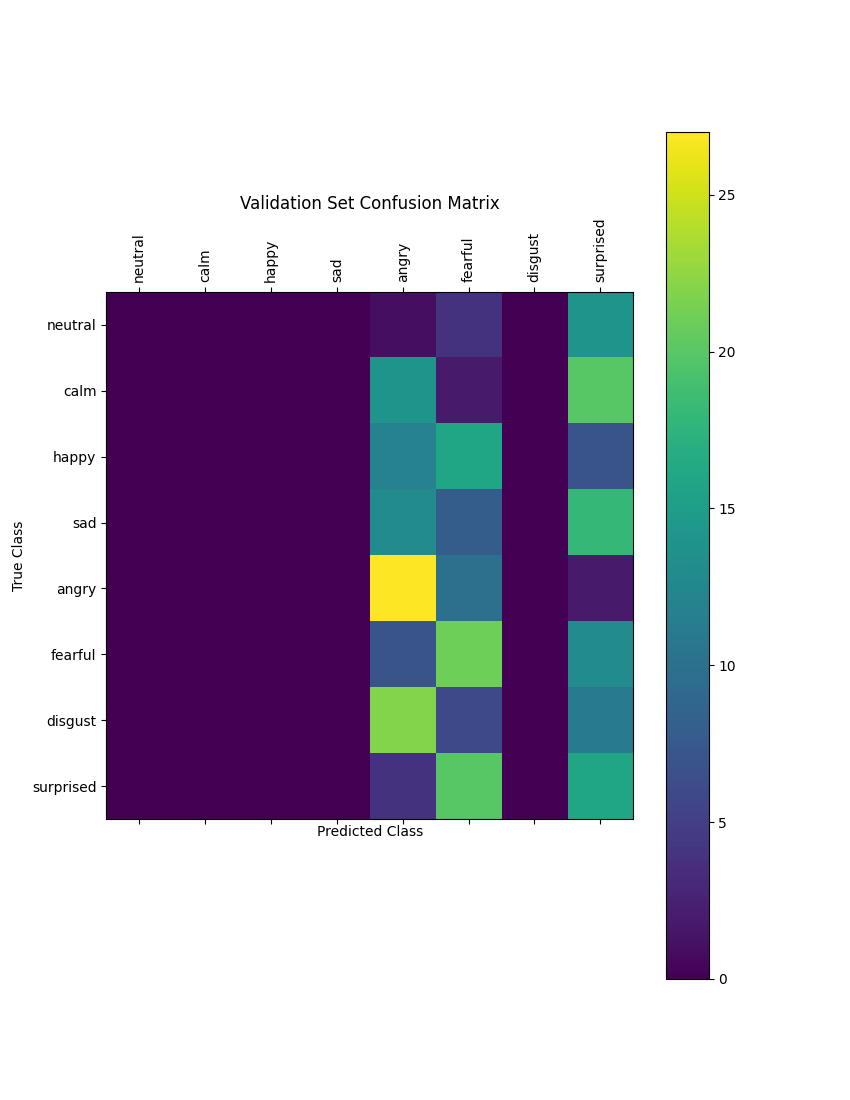 Validation Set Confusion Matrix
neutral
calm
happy
sad
angry
fearful
disgust
surprised
True Class
neutral
calm
happy
sad
angry
fearful
disgust
surprised
Predicted Class
25
20
15
10
5
0